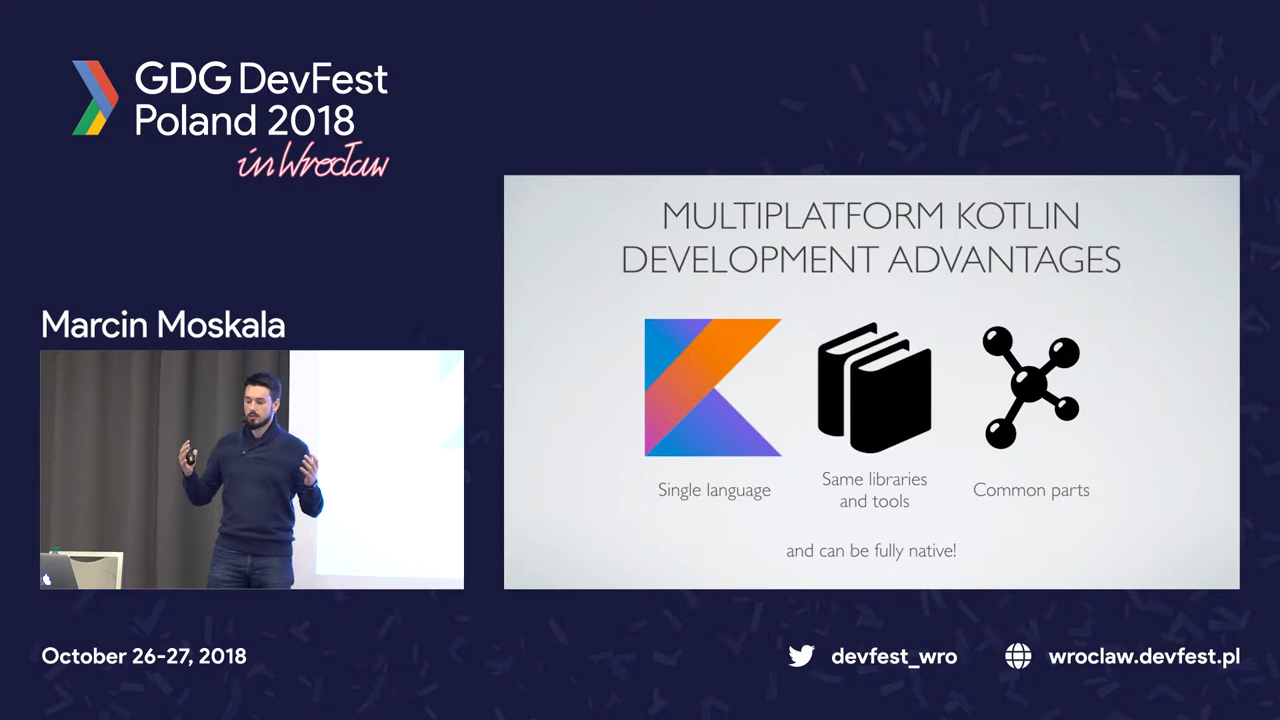 GDG DevFest
Poland 2018
in Wrocław
Marcin Moskala
MULTIPLATFORM KOTLIN
DEVELOPMENT ADVANTAGES
Single language
Same libraries
and tools
Common parts
and can be fully native!
October 26-27, 2018
devfest_wro
wroclaw.devfest.pl